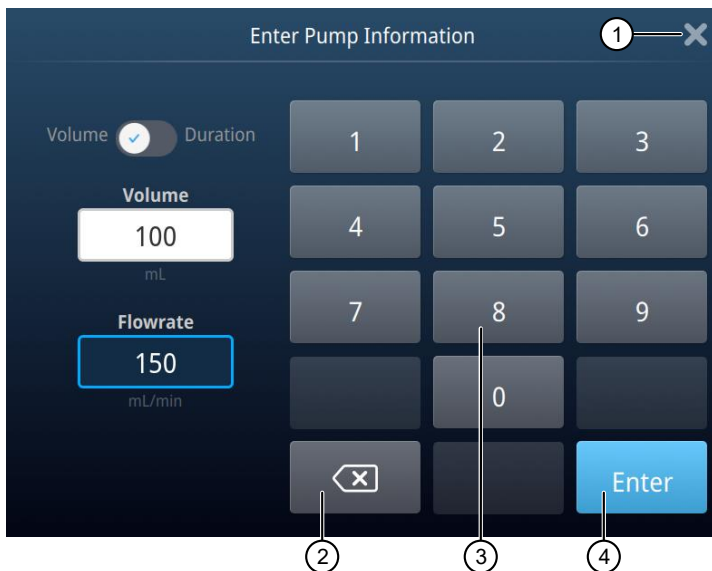 Enter Pump Information
1
Volume
Duration
1
2
3
Volume
100
mL
4
5
6
Flowrate
150
mL/min
7
8
9
0
Enter
2
3
4